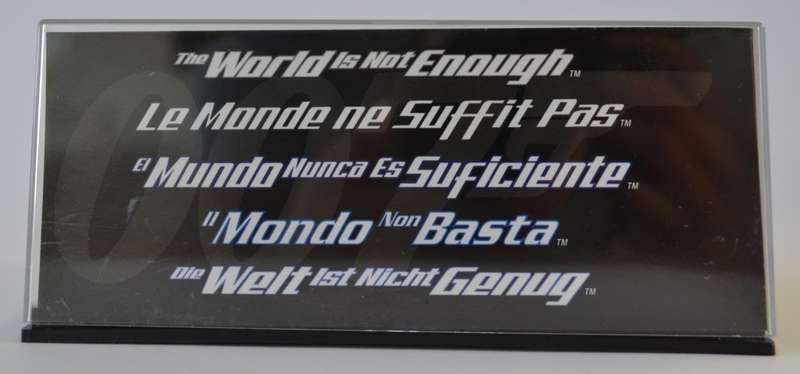 The World Is Not Enough™
Le Monde ne Suffit Pas™
El Mundo Nunca Es Suficiente™
Il Mondo Non Basta™
Die Welt Ist Nicht Genug™
007